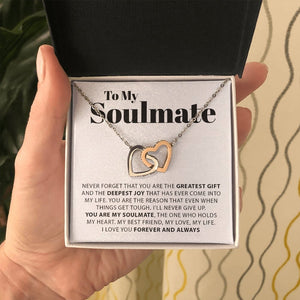 To My
Soulmate
NEVER FORGET THAT YOU ARE THE GREATEST GIFT
AND THE DEEPEST JOY THAT HAS EVER COME INTO
MY LIFE. YOU ARE THE REASON THAT EVEN WHEN
THINGS GET TOUGH, I'LL NEVER GIVE UP.
YOU ARE MY SOULMATE, THE ONE WHO HOLDS
MY HEART. MY BEST FRIEND, MY LOVE, MY LIFE.
I LOVE YOU FOREVER AND ALWAYS